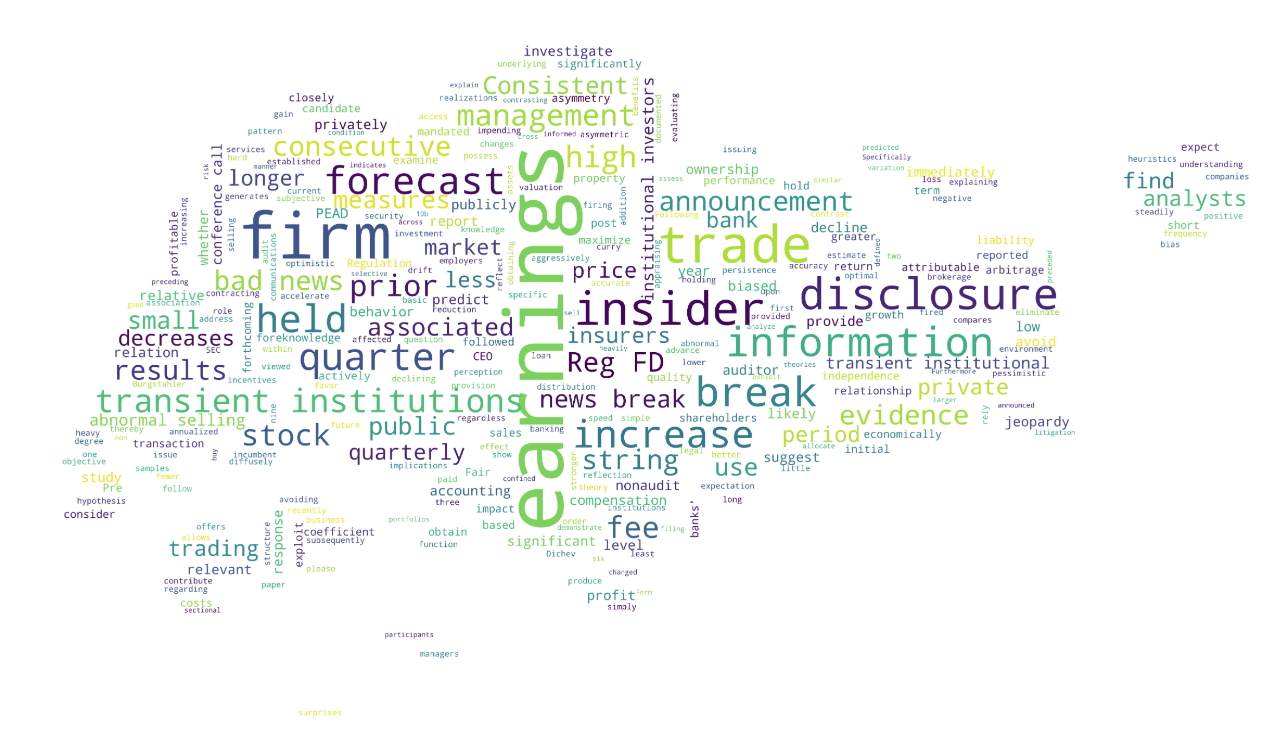 investigate
underlying significantly
explain Consistent
closely realizations contrasting asymmetry
candidate management
gain access
privately mandated impending
pattern condition cross informed asymmetric
services consecutive changes high
hard established examine possess
risk manner indicates
longer forecast valuation property
generates current subjective measures assets
conference call
whether
profitable
increasing
PEAD security 10b publicly
selling across report knowledge
firm investment market
audit
communications
optimistic Regulation employers
preceding selective drift
bad news prior less
reflect
obtaining
aggressively
earnings
benefits
documented
evaluating
institutional investors
firing
addition
post
maximize
curry
price
accurate
appraising
specific
sell
insider
issuing
ownership
assess performance
hold
Following similar
announcement
contrast
bank decline
trade
greater
year
persistence
biased
holding
accuracy return
estimate
defined
two
predicted
Specifically
variation
immediately
loss explaining
term
negative
liability
reported
attributable arbitrage
optimal brokerage
preceded
disclosure
upon
first
provided growth fired eliminate
provide low
analyze compares environment avoid
information
expect
heuristics understanding
companies
find analysts
steadily positive
short
bias frequency
good contracting
relative
association
role
small address
accelerate basic reduction
behavior predict
held associated
forthcoming
foreknowledge
affected question followed
decreases
relation SEC within viewed perception CEO
results quarter
Burgstahler incentives actively declining
favor provision
loan
insurers
abnormal
heavily advance lower
Reg FD
quality
auditor
theories Furthermore pessimistic
transient institutional
independence
relationship larger
private
exhibit
distribution
transient institutions
nine
regardless banking
news break
break
speed simple shareholders likely
evidence
rely
announced
jeopardy
litigation
abnormal selling
heavy thereby annualized
degree non
stock
future
public
sales
increase
allocate
period economically
initial
transaction
buy
one issue incumbent
objective samples fewer diffusely
quarterly
effect
show
implications
string
legal better
little
suggest
use
stronger
study
Pre follow
hypothesis
consider
paid Fair confined
accounting
theory
reflection
nonaudit
expectation
long
avoiding
recently
three impact
compensation
institutions
offers business portfolios
allows
coefficient obtain based
order
demonstrate
fee
filing
banks'
trading
structure
response
exploit
subsequently function
significant level
Dichev least
six
relevant
please
contribute
regarding paper
changed
produce
profit Form
simply
costs
sectional
participants
managers
surprises